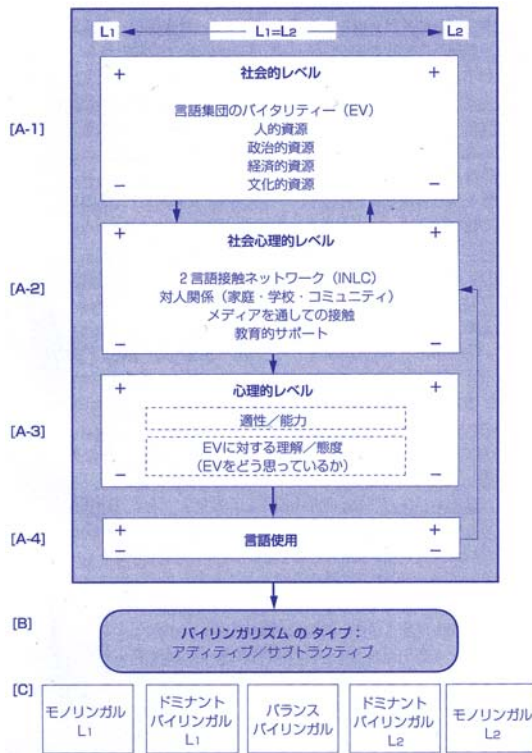 L1 L1=L2 L2
+ 社会的レベル +
[A-1]
言語集団のバイタリティー（EV）
人的資源
政治的資源
経済的資源
文化的資源
− −
+ 社会心理的レベル +
[A-2]
2言語接触ネットワーク（INLC）
対人関係（家庭・学校・コミュニティ）
メディアを通しての接触
教育的サポート
− −
+ 心理的レベル +
[A-3]
適性／能力
EVに対する理解／態度
（EVをどう思っているか）
− −
[A-4]
+ +
言語使用
− −
[B]
バイリンガリズム の タイプ：
アディティブ／サブトラクティブ
[C]
モノリンガル
L1
ドミナント
バイリンガル
L1
バランス
バイリンガル
ドミナント
バイリンガル
L2
モノリンガル
L2